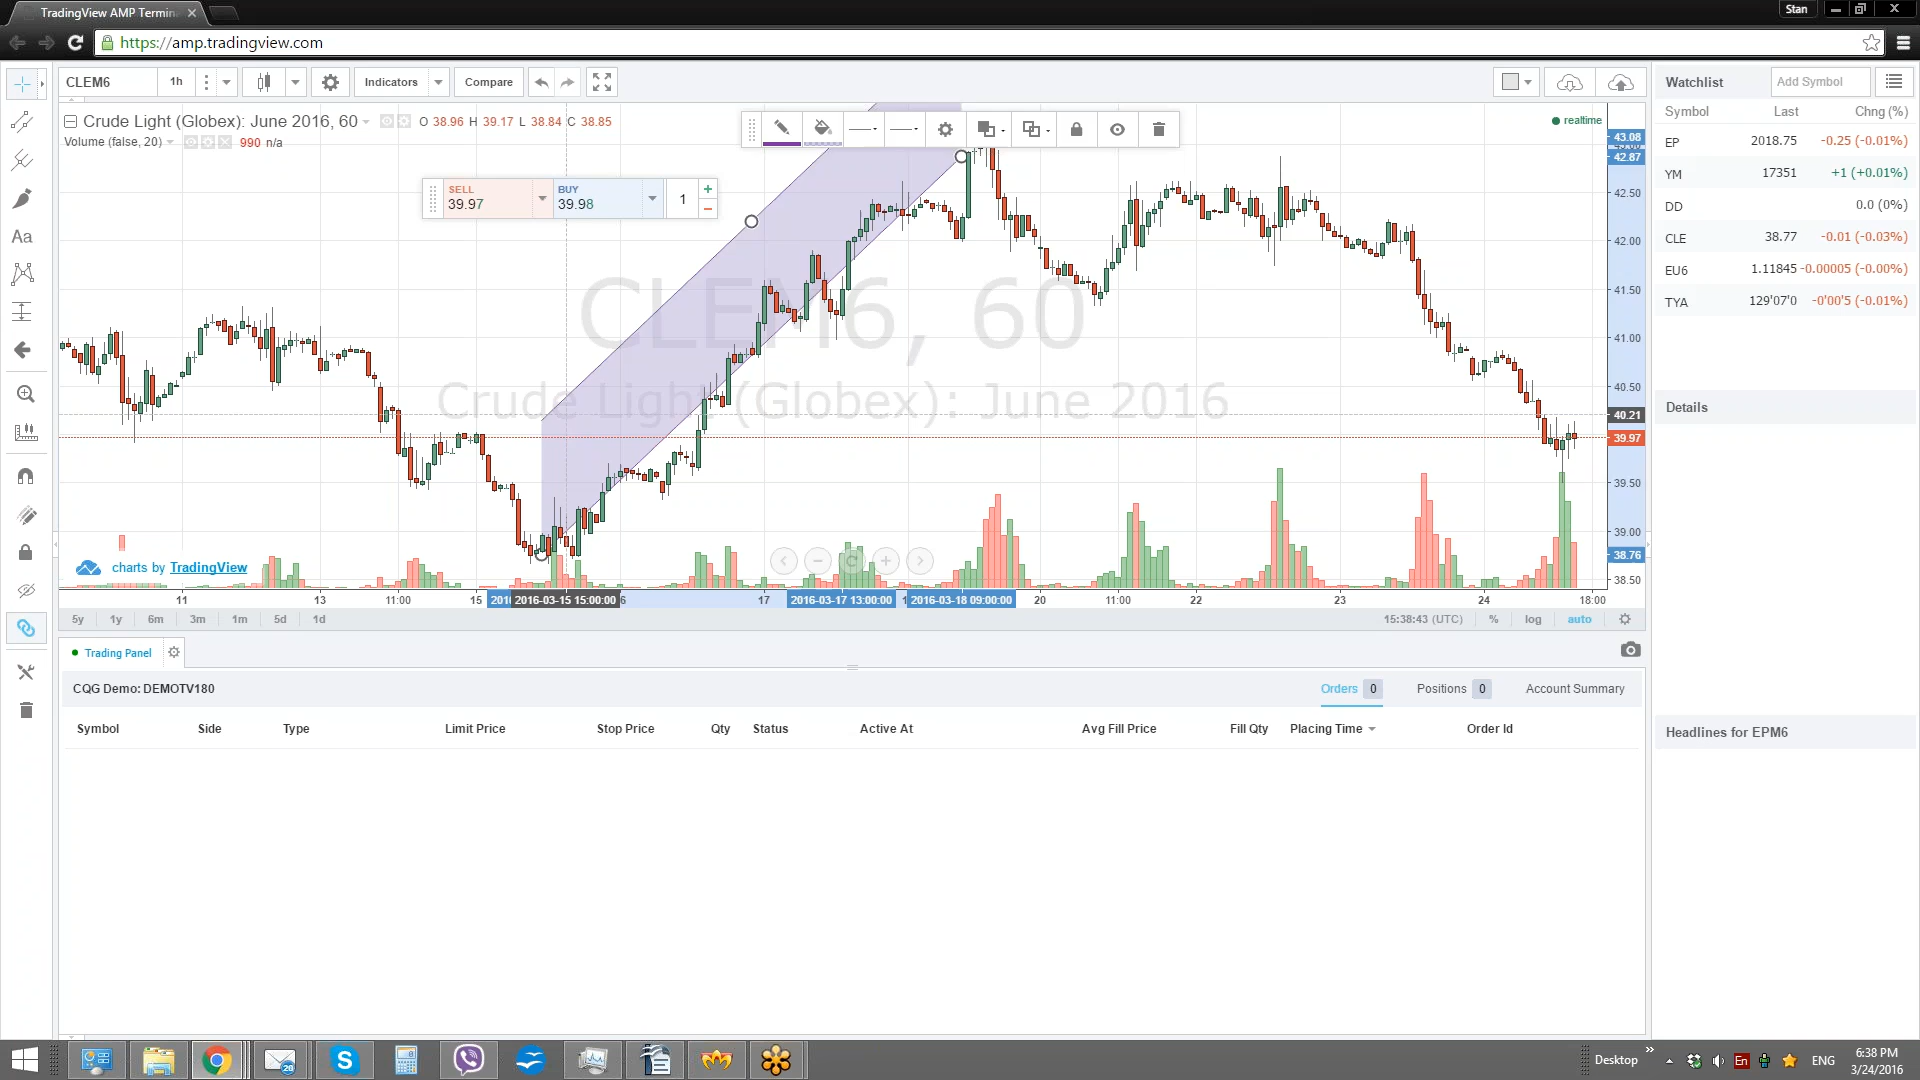 TradingView AMP Termin
Stan
https://amp.tradingview.com
CLEM6 1h Indicators Compare
Watchlist Add Symbol
Symbol Last Chng (%)
EP 2018.75 -0.25 (-0.01%)
YM 17351 +1 (+0.01%)
DD 0.0 (0%)
CLE 38.77 -0.01 (-0.03%)
EU6 1.11845 -0.00005 (-0.00%)
TYA 129'07'0 -0'00'5 (-0.01%)
Details
Headlines for EPM6
Crude Light (Globex): June 2016, 60 O 38.96 H 39.17 L 38.84 C 38.85
Volume (false, 20) 990 n/a
realtime
SELL
39.97
BUY
39.98
1
CLEM6, 60
Crude Light (Globex): June 2016
43.08
42.87
42.50
42.00
41.50
41.00
40.50
40.21
39.97
39.50
39.00
38.76
38.50
charts by TradingView
11 13 11:00 15 2016-03-15 15:00:00 6 17 2016-03-17 13:00:00 2016-03-18 09:00:00 20 11:00 22 23 24 18:00
5y 1y 6m 3m 1m 5d 1d 15:38:43 (UTC) % log auto
Trading Panel
CQG Demo: DEMOTV180 Orders 0 Positions 0 Account Summary
Symbol Side Type Limit Price Stop Price Qty Status Active At Avg Fill Price Fill Qty Placing Time Order Id
Desktop ENG
6:38 PM
3/24/2016